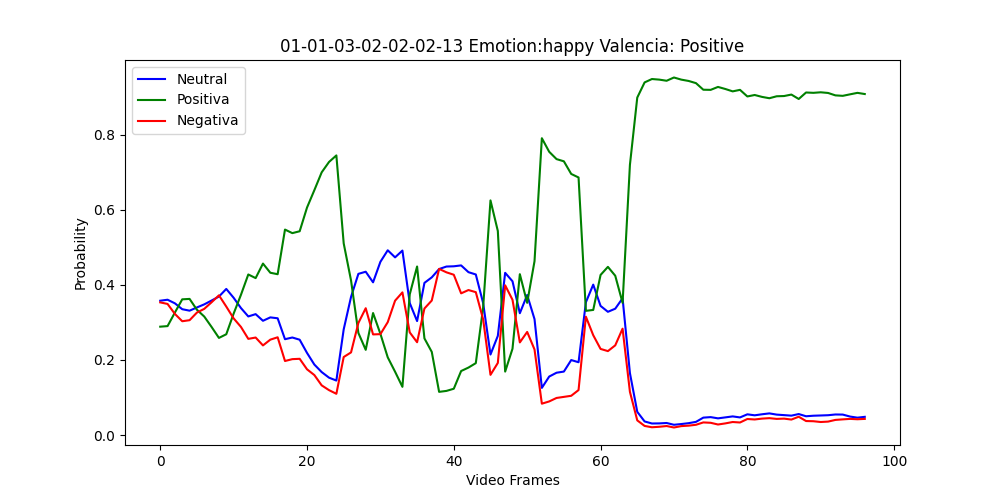 01-01-03-02-02-02-13 Emotion:happy Valencia: Positive
Neutral
Positiva
Negativa
Probability
0.8
0.6
0.4
0.2
0.0
0 20 40 60 80 100
Video Frames